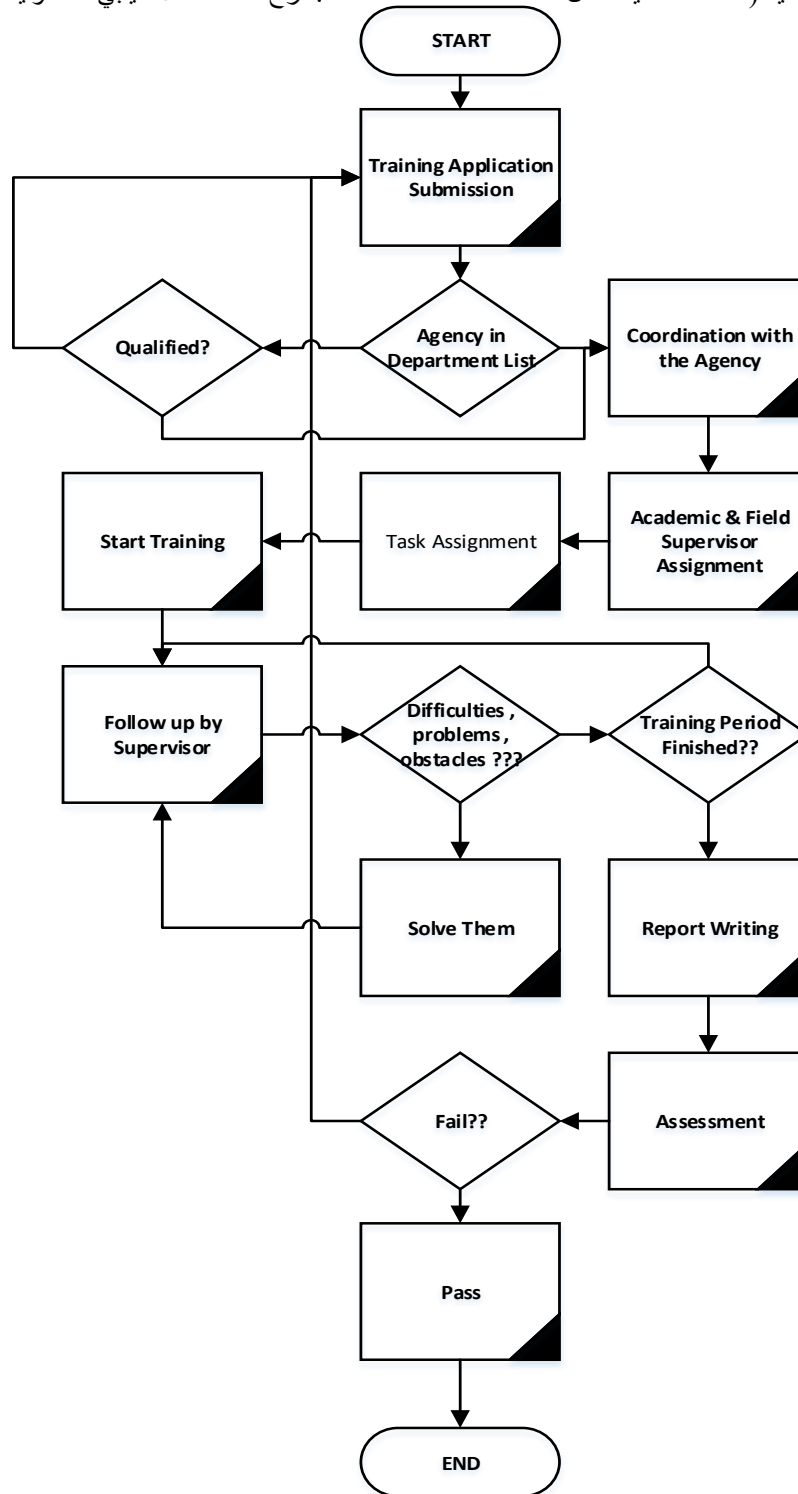 START
Training Application
Submission
Qualified?
Agency in
Department List
Coordination with
the Agency
Start Training
Task Assignment
Academic & Field
Supervisor
Assignment
Follow up by
Supervisor
Difficulties ,
problems ,
obstacles ???
Training Period
Finished??
Solve Them
Report Writing
Fail??
Assessment
Pass
END